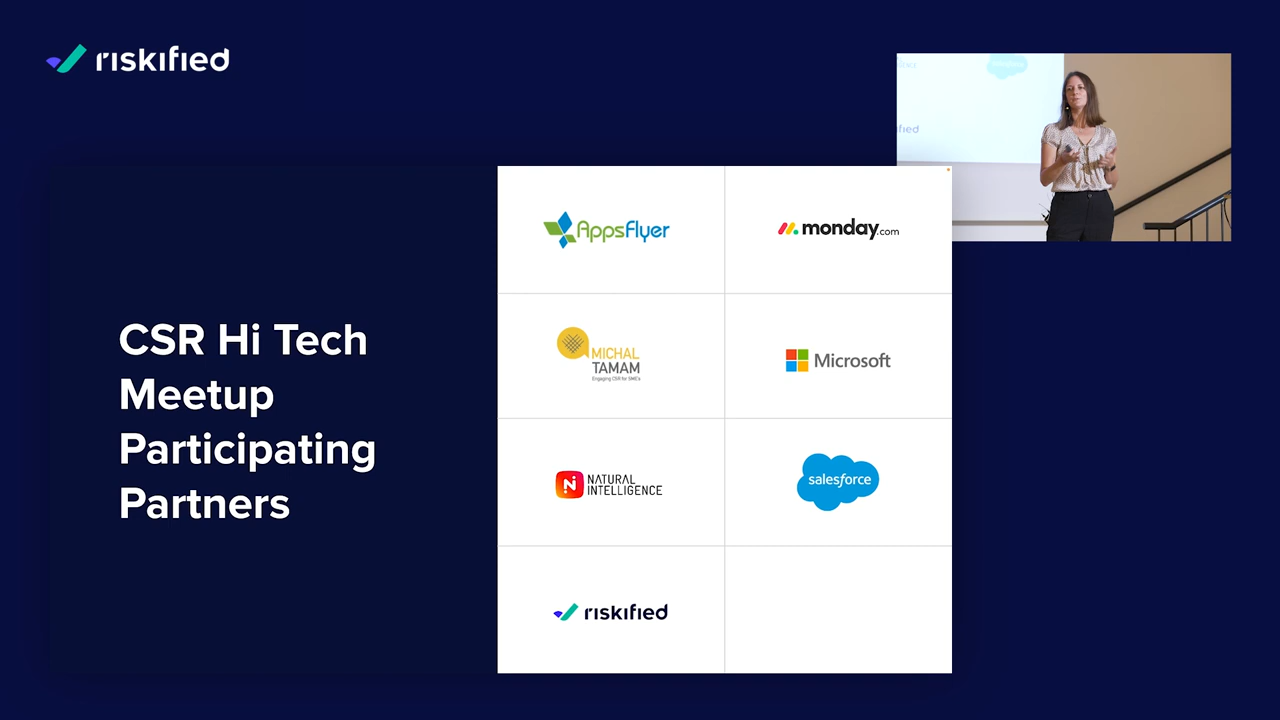 riskified
CSR Hi Tech
Meetup
Participating
Partners
AppsFlyer
monday.com
MICHAL
TAMAM
Engaging CSR for SME's
Microsoft
NATURAL
INTELLIGENCE
salesforce
riskified